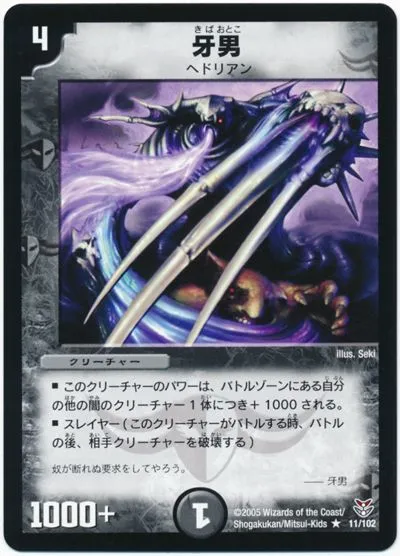 4
きばおとこ
牙男
ヘドリアン
illus. Seki
クリーチャー
■ このクリーチャーのパワーは、バトルゾーンにある自分
の他の闇のクリーチャー1体につき+1000される。
■ スレイヤー(このクリーチャーがバトルする時、バトル
の後、相手クリーチャーを破壊する)
奴が断れぬ要求をしてやろう。
—— 牙男
1000+
1
©2005 Wizards of the Coast/
Shogakukan/Mitsui-Kids ★ 11/102